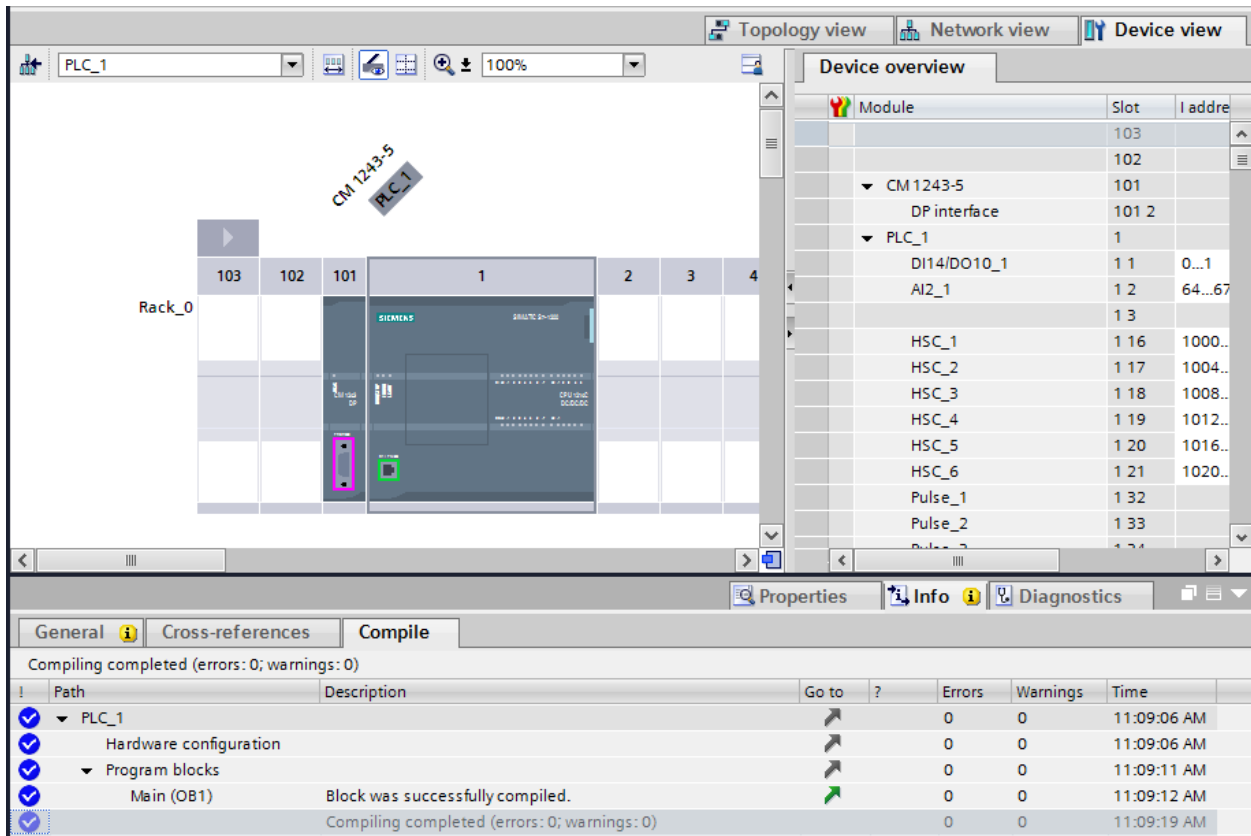 Topology view Network view Device view
PLC_1 100% Device overview
Module Slot I addre
103
102
CM 1243-5 101
DP interface 101 2
PLC_1 1
DI14/DO10_1 1 1 0...1
AI2_1 1 2 64...67
1 3
HSC_1 1 16 1000..
HSC_2 1 17 1004..
HSC_3 1 18 1008..
HSC_4 1 19 1012..
HSC_5 1 20 1016..
HSC_6 1 21 1020..
Pulse_1 1 32
Pulse_2 1 33
CM 1243-5
PLC_1
103 102 101 1 2 3 4
Rack_0
SIEMENS
Properties Info Diagnostics
General Cross-references Compile
Compiling completed (errors: 0; warnings: 0)
! Path Description Go to ? Errors Warnings Time
PLC_1 0 0 11:09:06 AM
Hardware configuration 0 0 11:09:06 AM
Program blocks 0 0 11:09:11 AM
Main (OB1) Block was successfully compiled. 0 0 11:09:12 AM
Compiling completed (errors: 0; warnings: 0) 0 0 11:09:19 AM